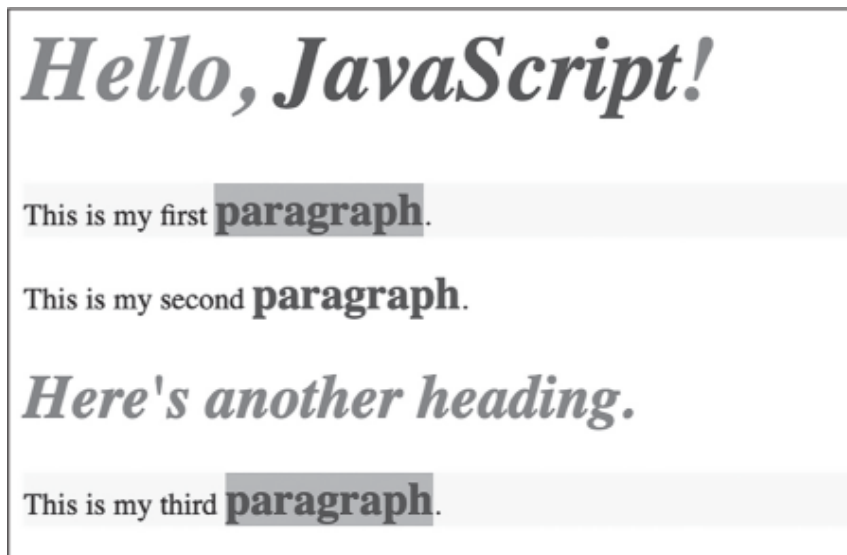 Hello, JavaScript!
This is my first paragraph.
This is my second paragraph.
Here's another heading.
This is my third paragraph.